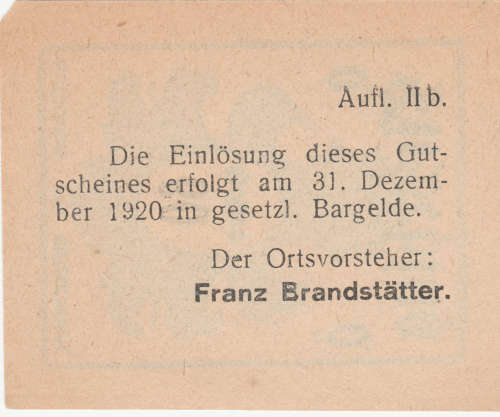 Aufl. II b.
Die Einlösung dieses Gut-
scheines erfolgt am 31. Dezem-
ber 1920 in gesetzl. Bargelde.
Der Ortsvorsteher:
Franz Brandstätter.